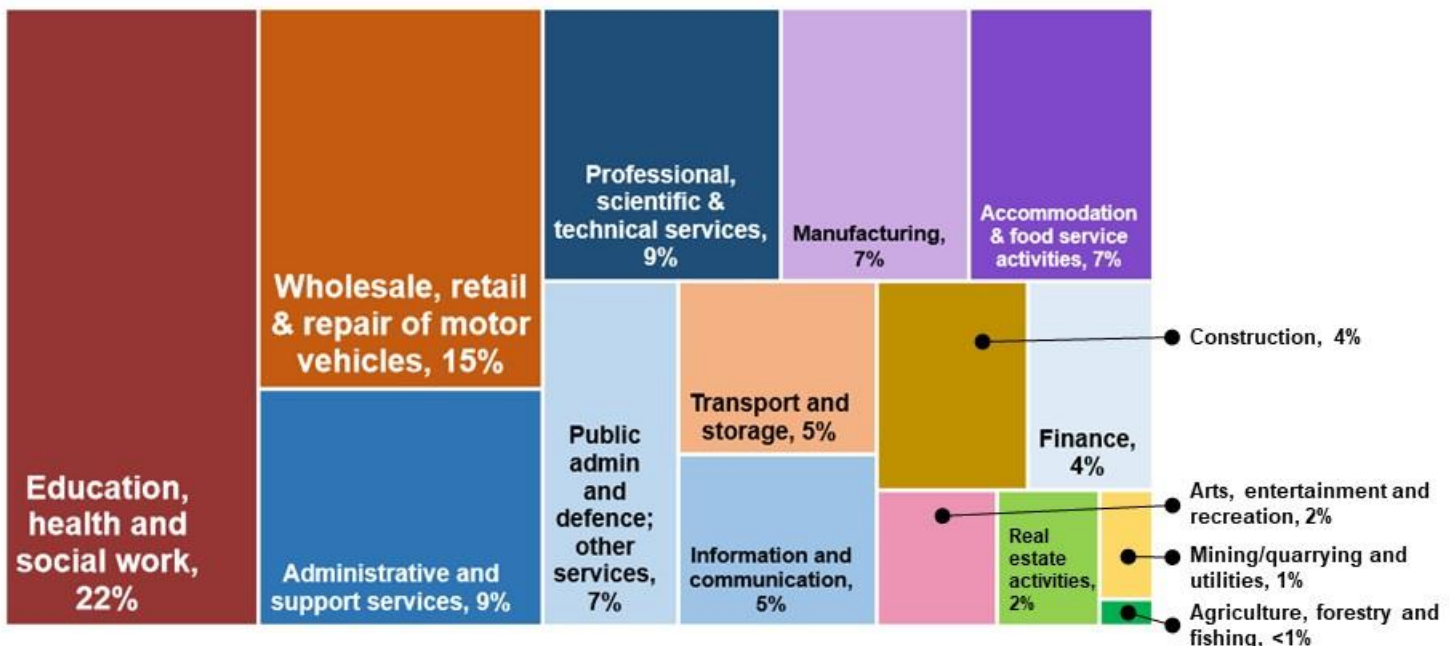 Education,
health and
social work,
22%
Wholesale, retail
& repair of motor
vehicles, 15%
Administrative and
support services, 9%
Professional,
scientific &
technical services,
9%
Manufacturing,
7%
Accommodation
& food service
activities, 7%
Public
admin
and
defence;
other
services,
7%
Transport and
storage, 5%
Information and
communication,
5%
Construction, 4%
Finance,
4%
Arts, entertainment and
recreation, 2%
Real
estate
activities,
2%
Mining/quarrying and
utilities, 1%
Agriculture, forestry and
fishing, <1%